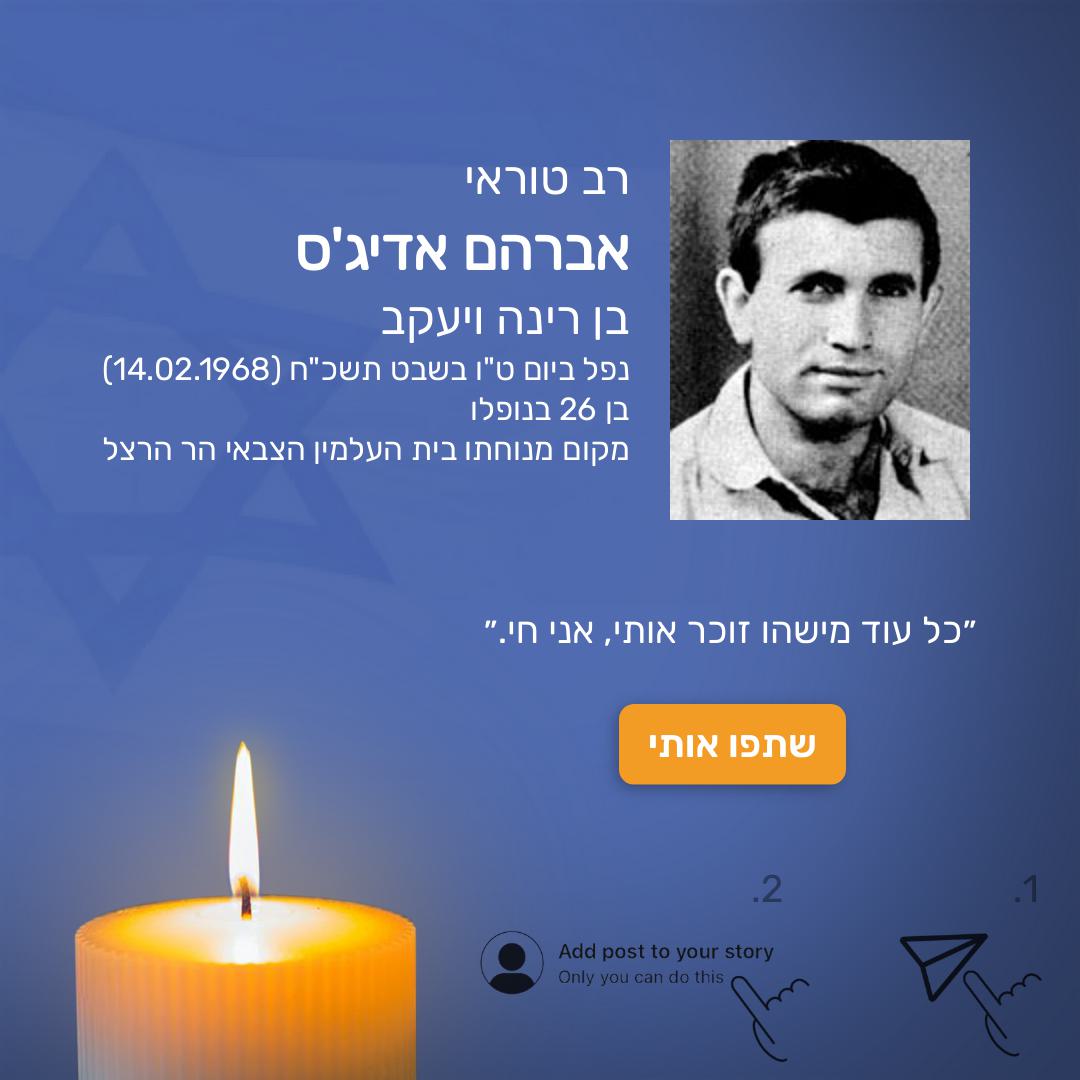 רב טוראי
אברהם אדיג'ס
בן רינה ויעקב
נפל ביום ט"ו בשבט תשכ"ח (14.02.1968)
בן 26 בנופלו
מקום מנוחתו בית העלמין הצבאי הר הרצל
״כל עוד מישהו זוכר אותי, אני חי.״
שתפו אותי
1.
2.
Add post to your story
Only you can do this